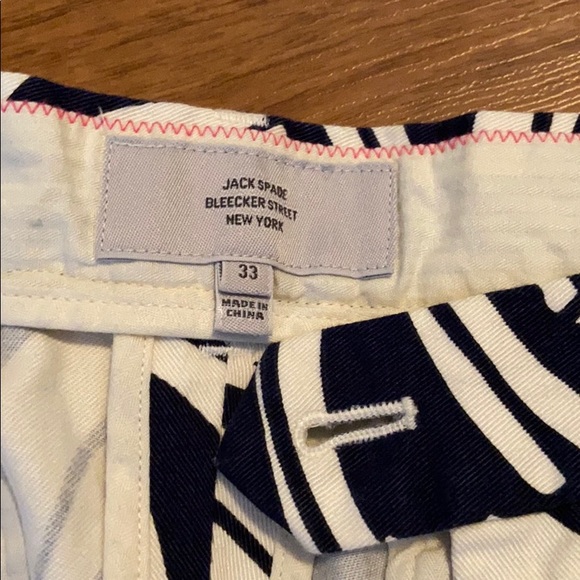 JACK SPADE
BLEECKER STREET
NEW YORK
33
MADE IN
CHINA